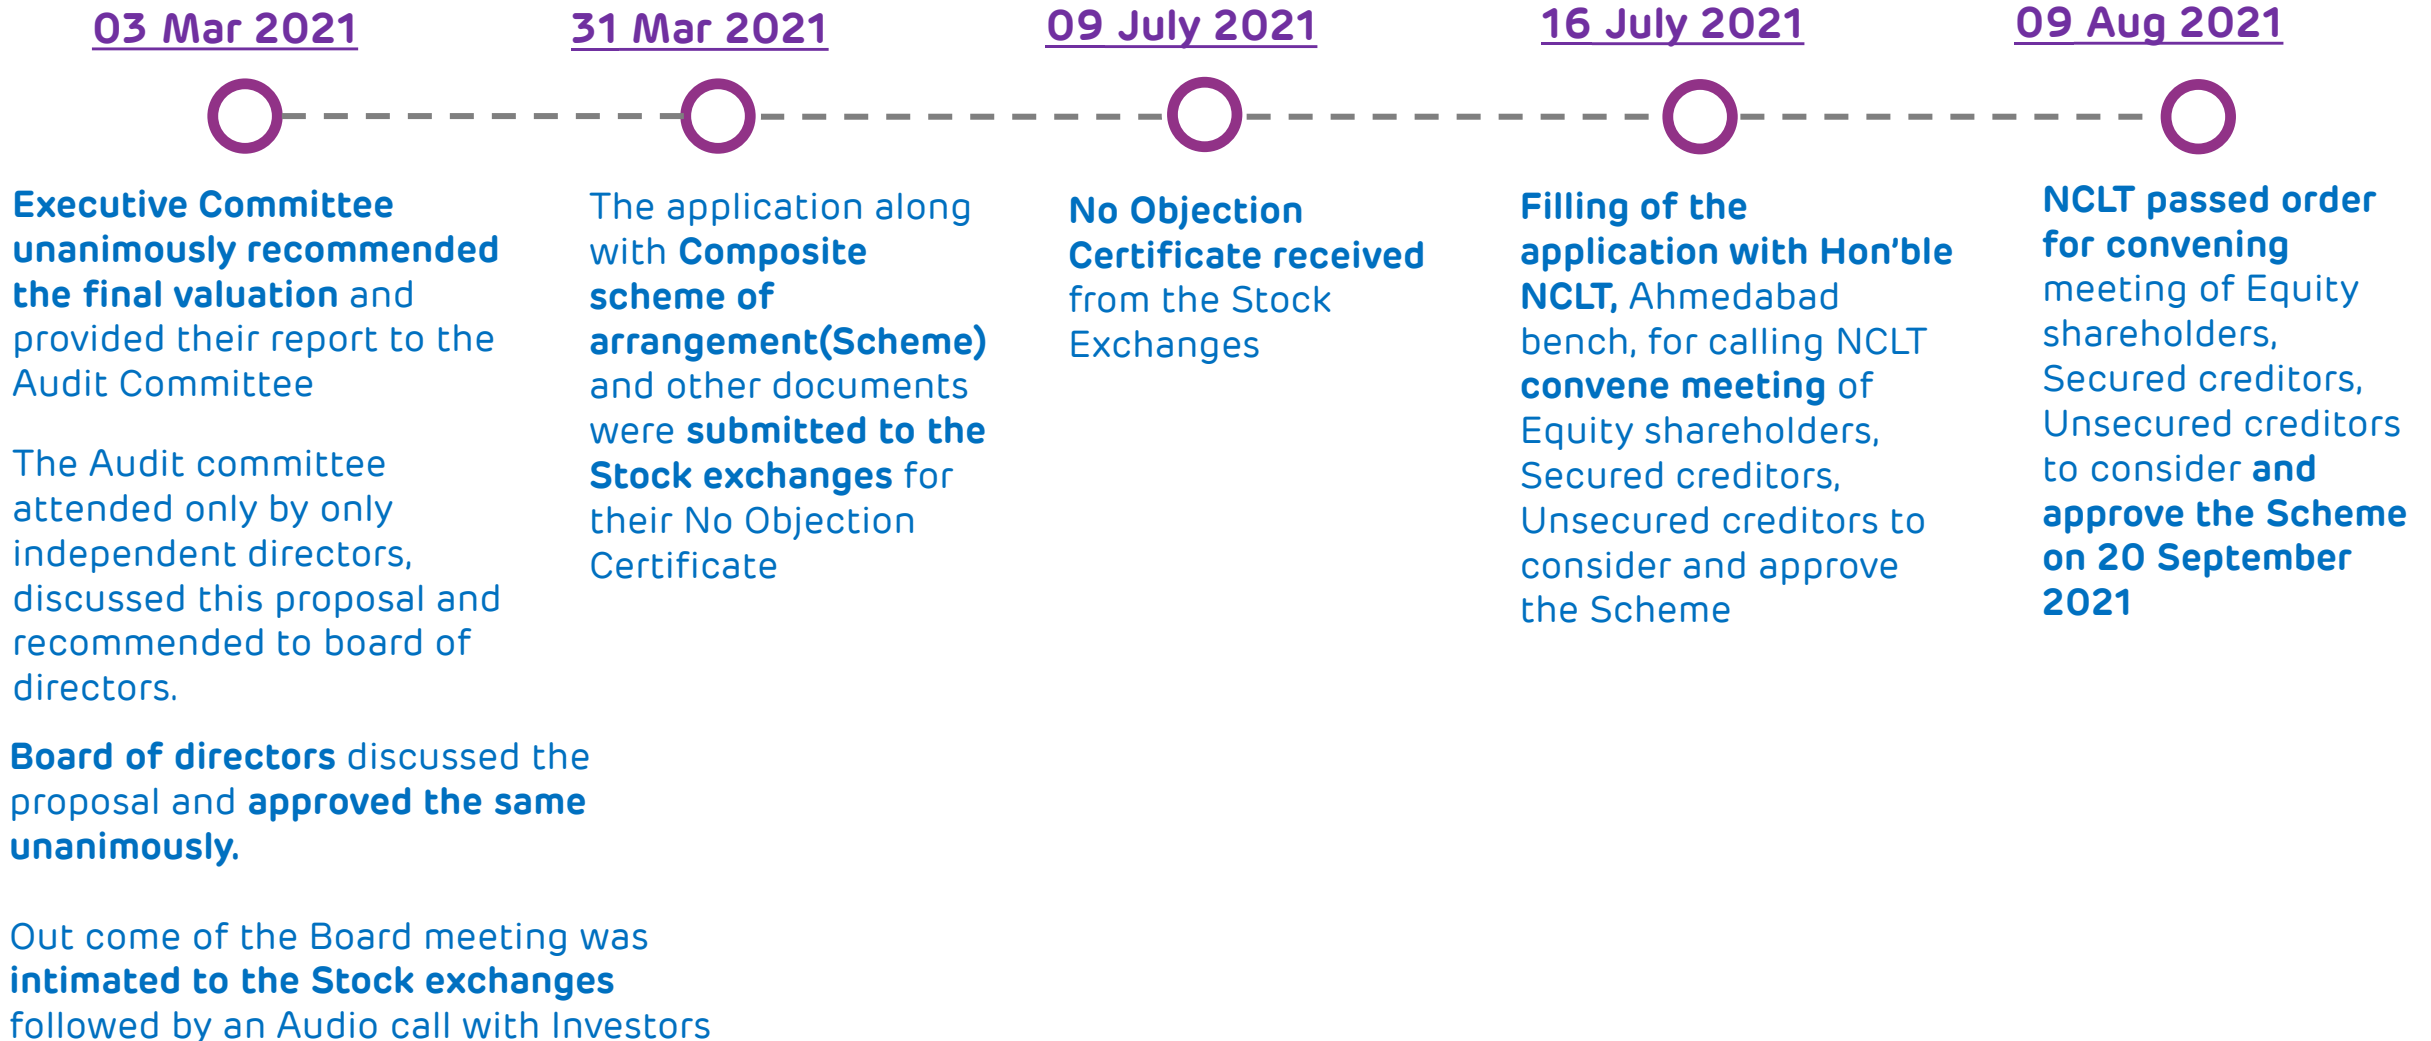 03 Mar 2021
Executive Committee
unanimously recommended
the final valuation and
provided their report to the
Audit Committee
The Audit committee
attended only by only
independent directors,
discussed this proposal and
recommended to board of
directors.
Board of directors discussed the
proposal and approved the same
unanimously.
Out come of the Board meeting was
intimated to the Stock exchanges
followed by an Audio call with Investors
31 Mar 2021
The application along
with Composite
scheme of
arrangement(Scheme)
and other documents
were submitted to the
Stock exchanges for
their No Objection
Certificate
09 July 2021
No Objection
Certificate received
from the Stock
Exchanges
16 July 2021
Filling of the
application with Hon'ble
NCLT, Ahmedabad
bench, for calling NCLT
convene meeting of
Equity shareholders,
Secured creditors,
Unsecured creditors to
consider and approve
the Scheme
09 Aug 2021
NCLT passed order
for convening
meeting of Equity
shareholders,
Secured creditors,
Unsecured creditors
to consider and
approve the Scheme
on 20 September
2021